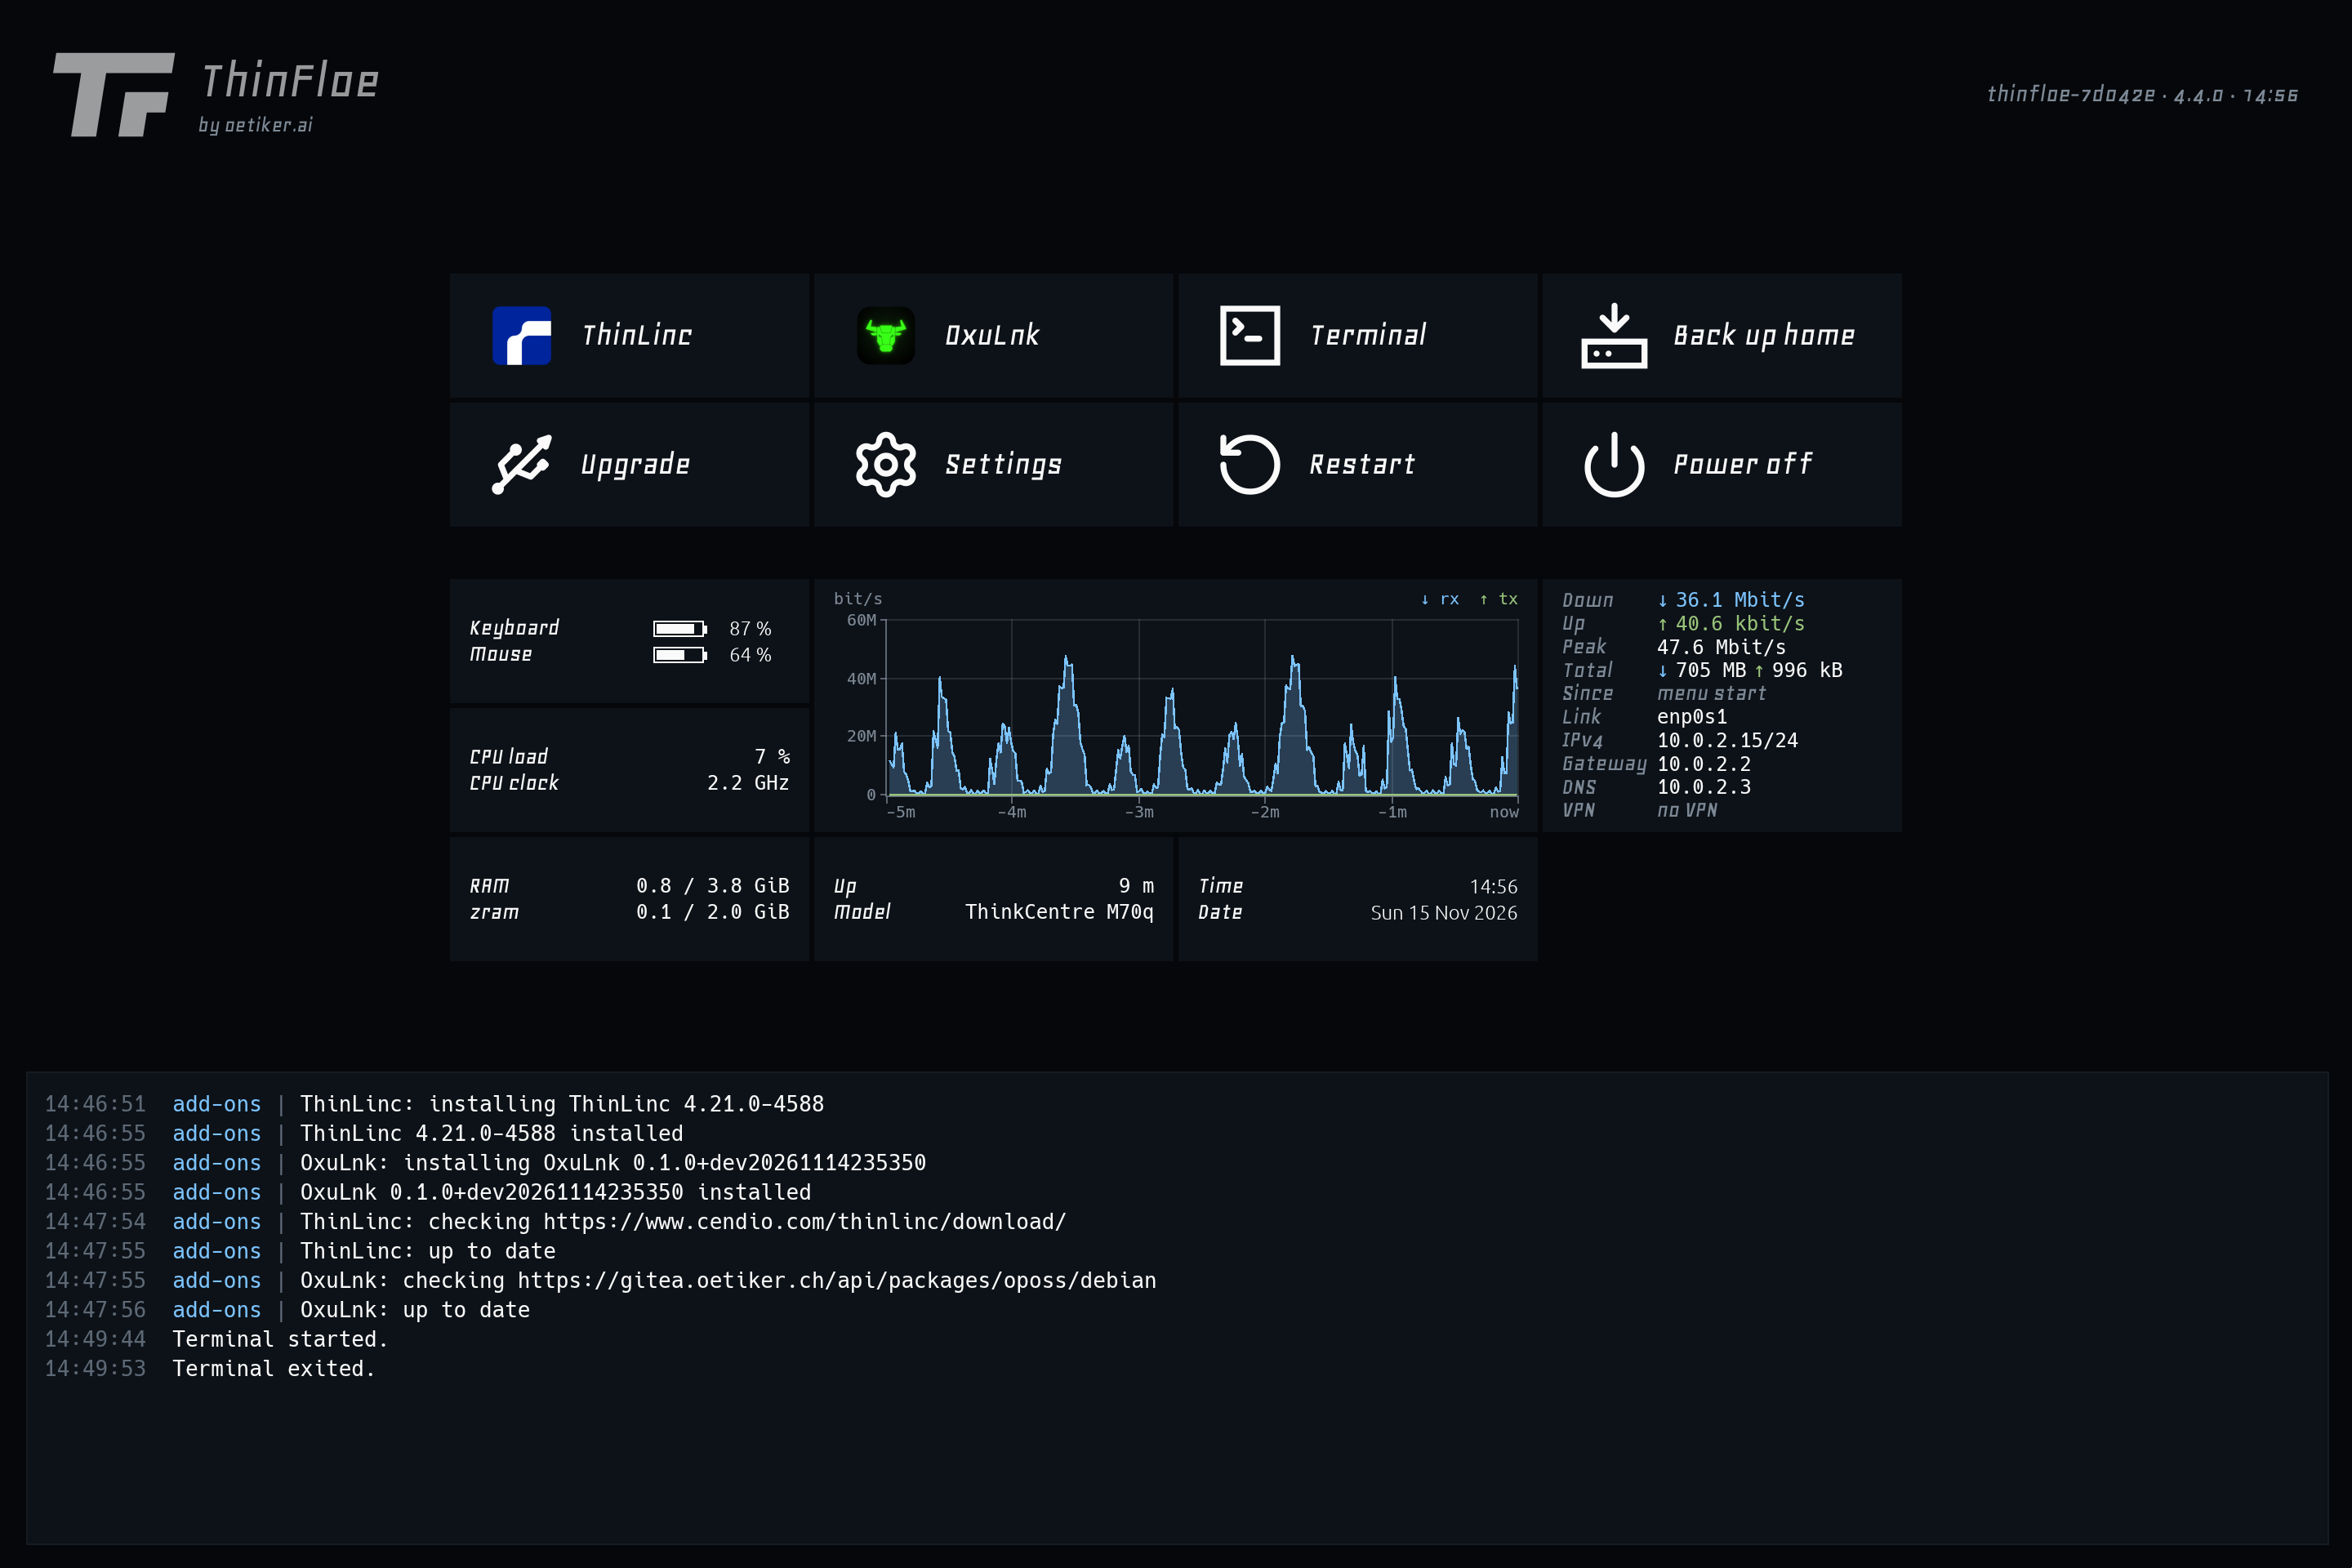 ThinFloe
by oetiker.ai
thinfloe-7d042e · 4.4.0 · 14:56
ThinLinc
OxuLnk
Terminal
Back up home
Upgrade
Settings
Restart
Power off
Keyboard 87 %
Mouse 64 %
CPU load 7 %
CPU clock 2.2 GHz
bit/s ↓ rx ↑ tx
60M
40M
20M
0
-5m -4m -3m -2m -1m now
Down ↓ 36.1 Mbit/s
Up ↑ 40.6 kbit/s
Peak 47.6 Mbit/s
Total ↓ 705 MB ↑ 996 kB
Since menu start
Link enp0s1
IPv4 10.0.2.15/24
Gateway 10.0.2.2
DNS 10.0.2.3
VPN no VPN
RAM 0.8 / 3.8 GiB
zram 0.1 / 2.0 GiB
Up 9 m
Model ThinkCentre M70q
Time 14:56
Date Sun 15 Nov 2026
14:46:51 add-ons | ThinLinc: installing ThinLinc 4.21.0-4588
14:46:55 add-ons | ThinLinc 4.21.0-4588 installed
14:46:55 add-ons | OxuLnk: installing OxuLnk 0.1.0+dev20261114235350
14:46:55 add-ons | OxuLnk 0.1.0+dev20261114235350 installed
14:47:54 add-ons | ThinLinc: checking https://www.cendio.com/thinlinc/download/
14:47:55 add-ons | ThinLinc: up to date
14:47:55 add-ons | OxuLnk: checking https://gitea.oetiker.ch/api/packages/oposs/debian
14:47:56 add-ons | OxuLnk: up to date
14:49:44 Terminal started.
14:49:53 Terminal exited.